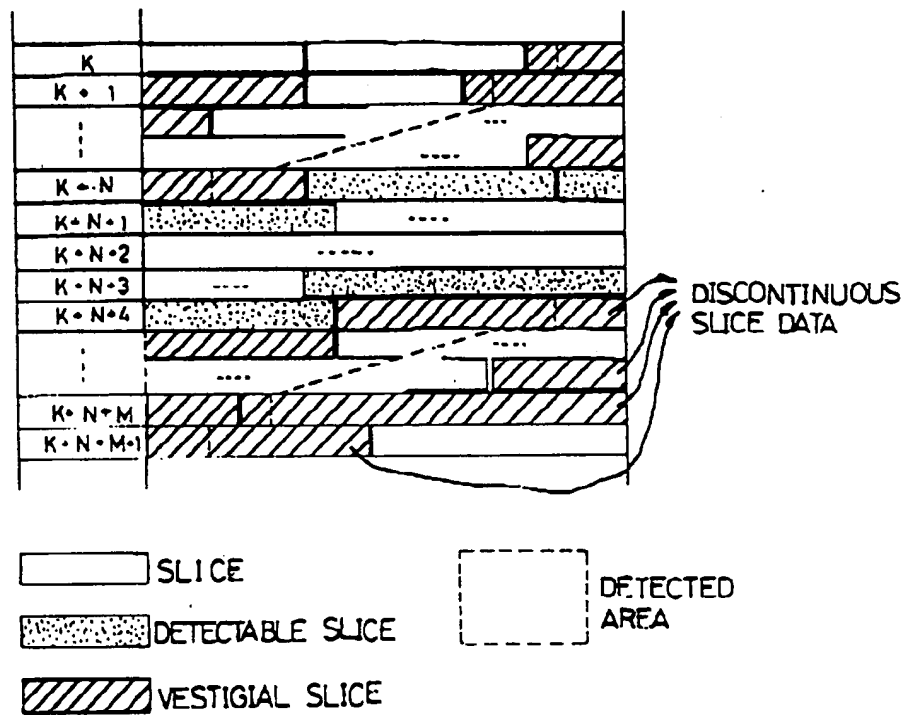 K
K + 1
K + N
K + N + 1
K + N + 2
K + N + 3
K + N + 4
DISCONTINUOUS
SLICE DATA
K + N + M
K + N + M + 1
SLICE
DETECTABLE SLICE
VESTIGIAL SLICE
DETECTED
AREA